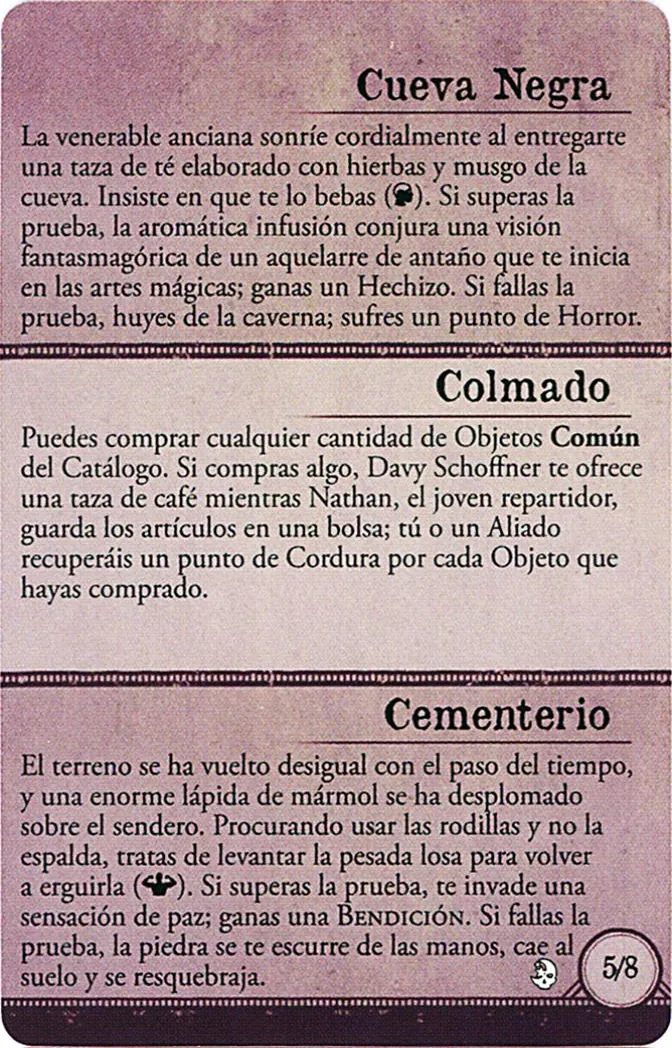 Cueva Negra
La venerable anciana sonríe cordialmente al entregarte
una taza de té elaborado con hierbas y musgo de la
cueva. Insiste en que te lo bebas (). Si superas la
prueba, la aromática infusión conjura una visión
fantasmagórica de un aquelarre de antaño que te inicia
en las artes mágicas; ganas un Hechizo. Si fallas la
prueba, huyes de la caverna; sufres un punto de Horror.
Colmado
Puedes comprar cualquier cantidad de Objetos Común
del Catálogo. Si compras algo, Davy Schoffner te ofrece
una taza de café mientras Nathan, el joven repartidor,
guarda los artículos en una bolsa; tú o un Aliado
recuperáis un punto de Cordura por cada Objeto que
hayas comprado.
Cementerio
El terreno se ha vuelto desigual con el paso del tiempo,
y una enorme lápida de mármol se ha desplomado
sobre el sendero. Procurando usar las rodillas y no la
espalda, tratas de levantar la pesada losa para volver
a erguirla (). Si superas la prueba, te invade una
sensación de paz; ganas una BENDICIÓN. Si fallas la
prueba, la piedra se te escurre de las manos, cae al
suelo y se resquebraja.
5/8